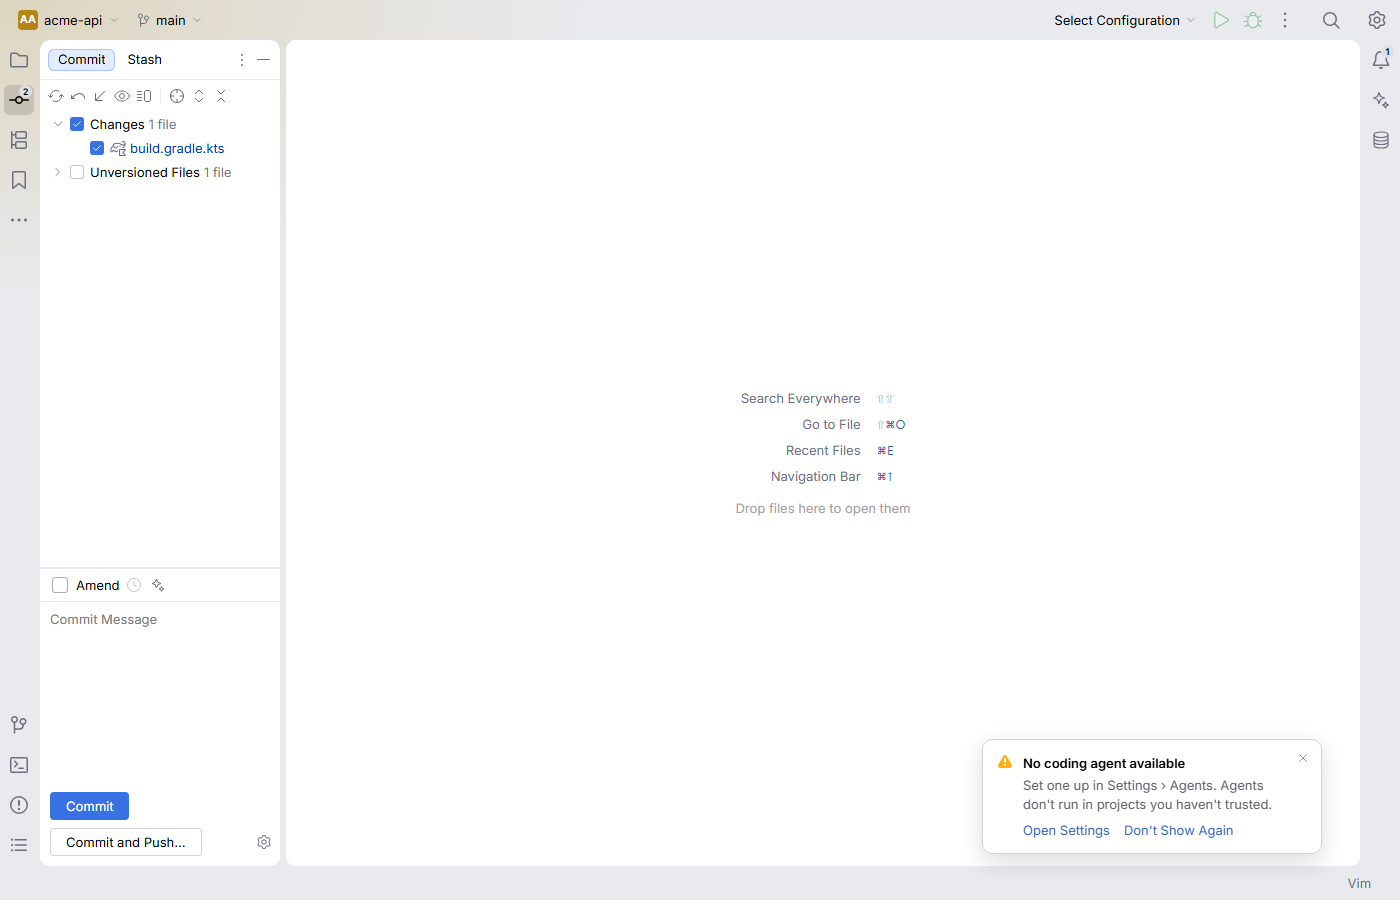 AA acme-api main Select Configuration
Commit Stash
1
2
Changes 1 file
build.gradle.kts
Unversioned Files 1 file
Search Everywhere ⇧⇧
Go to File ⇧⌘O
Recent Files ⌘E
Navigation Bar ⌘↑
Drop files here to open them
Amend
Commit Message
Commit
Commit and Push...
No coding agent available
Set one up in Settings › Agents. Agents
don't run in projects you haven't trusted.
Open Settings Don't Show Again
Vim